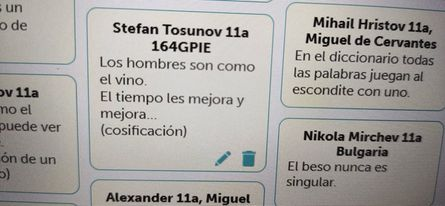 un
o de
ov 11a
mo el
puede ver
ón de un
o)
Stefan Tosunov 11a
164GPIE
Los hombres son como
el vino.
El tiempo les mejora y
mejora...
(cosificación)
Alexander 11a, Miguel
Mihail Hristov 11a,
Miguel de Cervantes
En el diccionario todas
las palabras juegan al
escondite con uno.
Nikola Mirchev 11a
Bulgaria
El beso nunca es
singular.